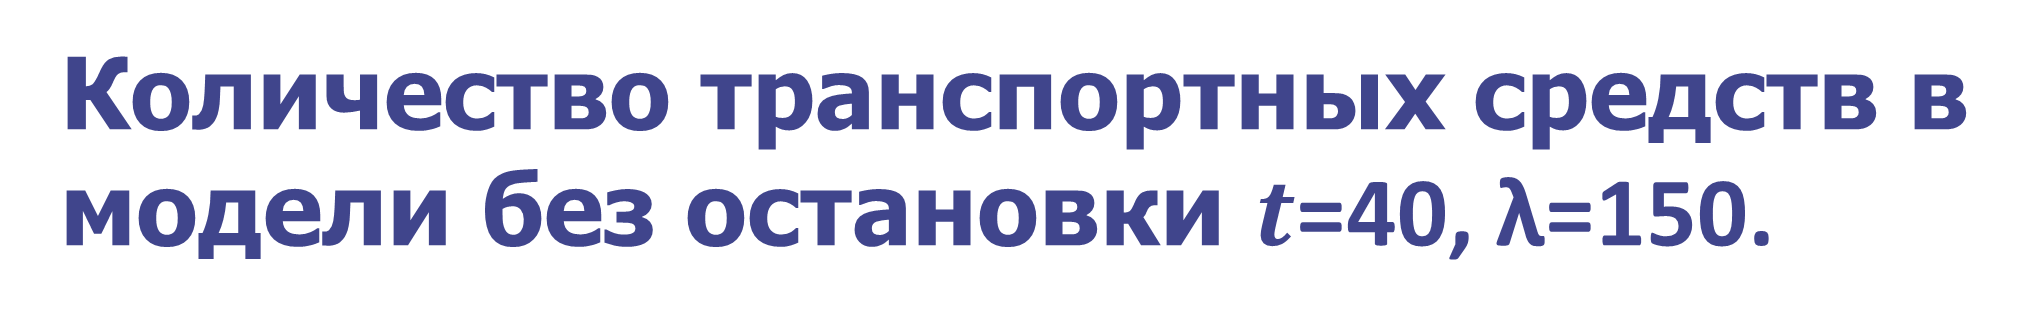 Количество транспортных средств в
модели без остановки t=40, λ=150.